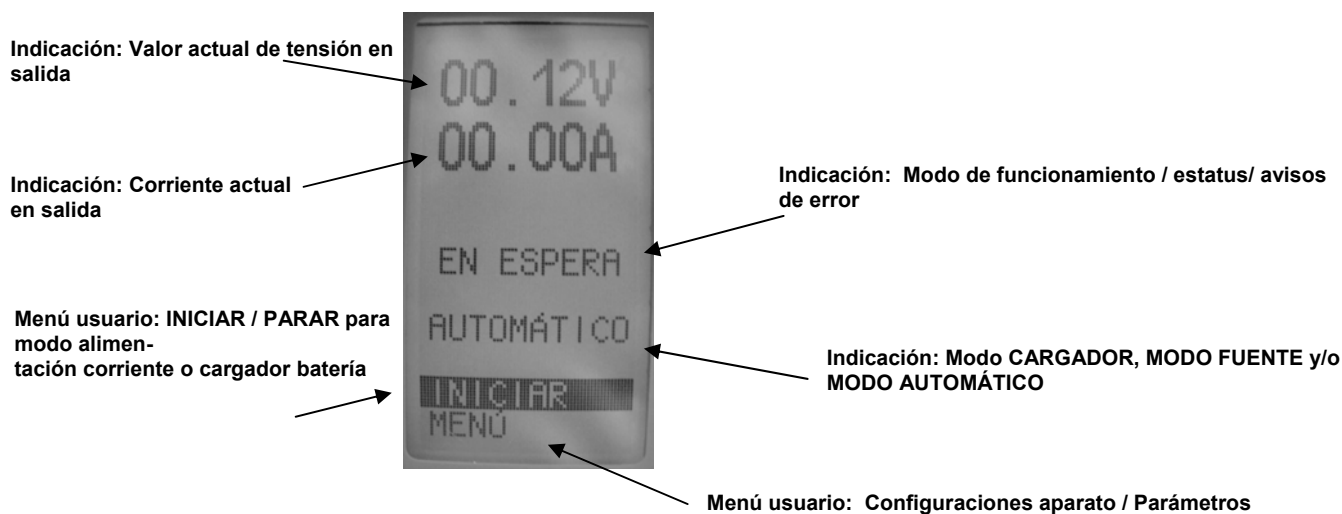 Indicación: Valor actual de tensión en
salida
00.12V
00.00A
Indicación: Corriente actual
en salida
Indicación: Modo de funcionamiento / estatus/ avisos
de error
EN ESPERA
Menú usuario: INICIAR / PARAR para
modo alimen-
tación corriente o cargador batería
AUTOMÁTICO
Indicación: Modo CARGADOR, MODO FUENTE y/o
MODO AUTOMÁTICO
INICIAR
MENÚ
Menú usuario: Configuraciones aparato / Parámetros